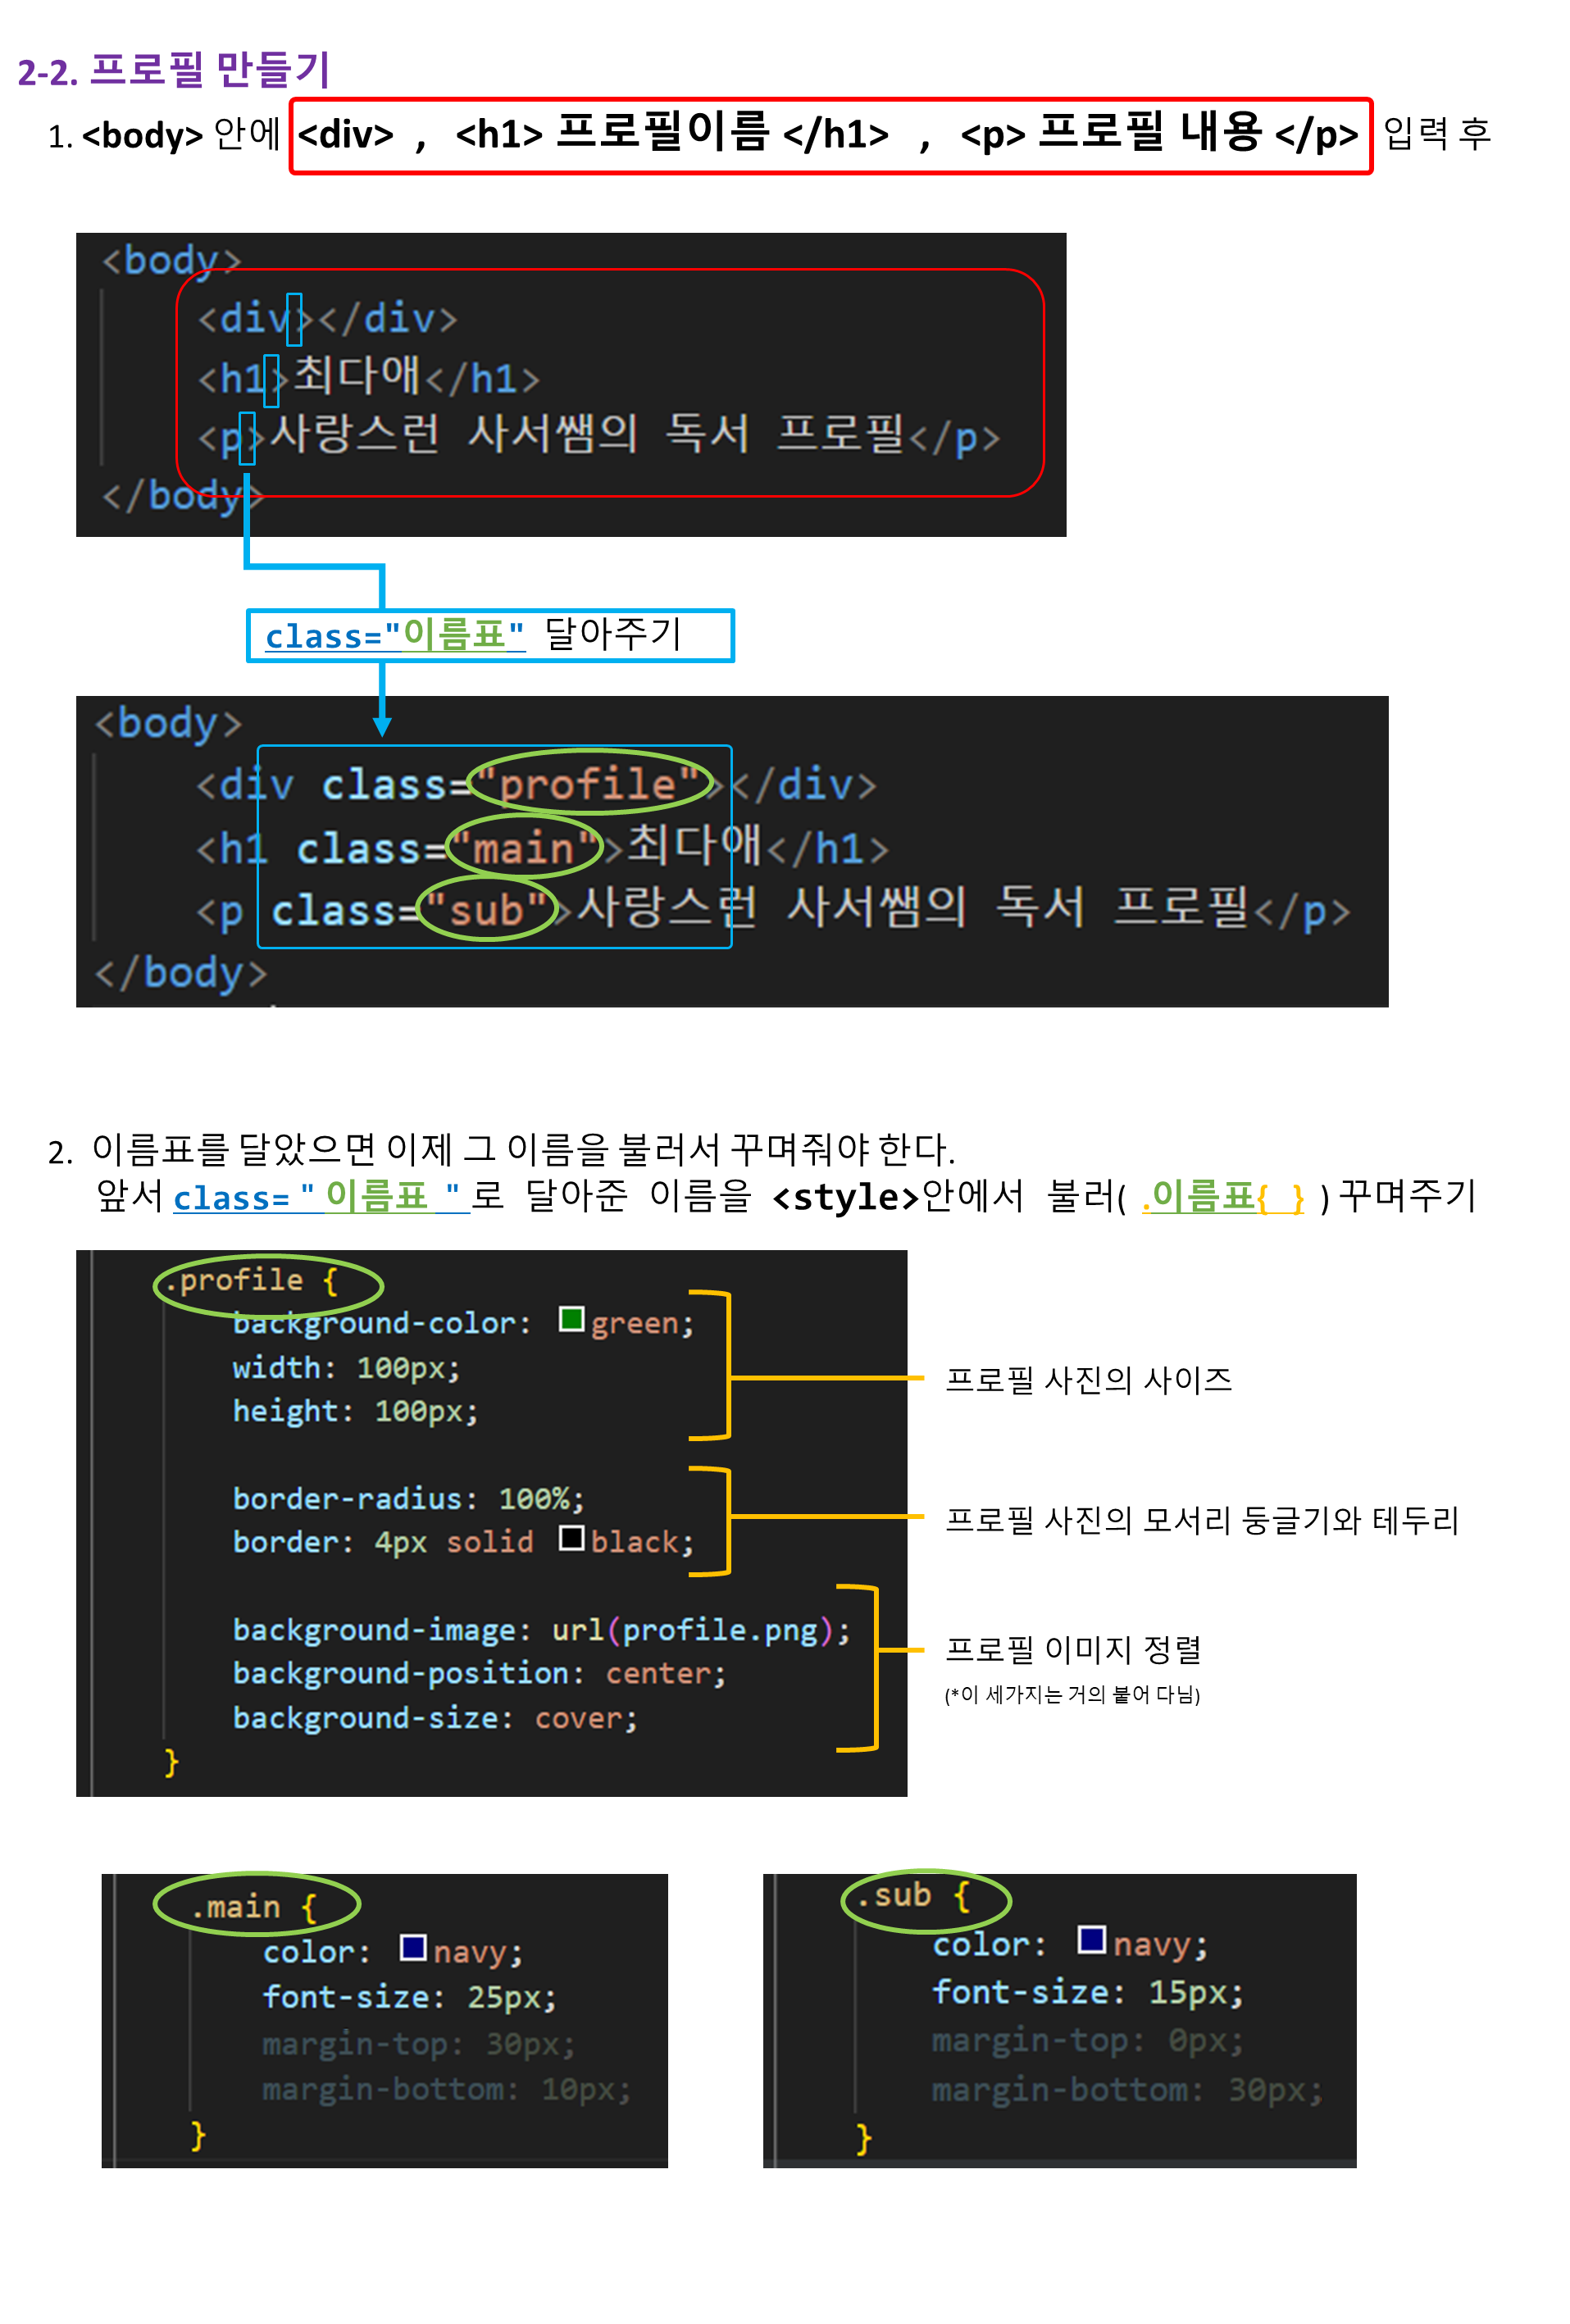 2-2. 프로필 만들기
1. <body> 안에 <div> , <h1> 프로필이름 </h1> , <p> 프로필 내용 </p> 입력 후
<body>
<div></div>
<h1>최다애</h1>
<p>사랑스런 사서쌤의 독서 프로필</p>
</body>
class="이름표" 달아주기
<body>
<div class="profile"></div>
<h1 class="main">최다애</h1>
<p class="sub">사랑스런 사서쌤의 독서 프로필</p>
</body>
2. 이름표를 달았으면 이제 그 이름을 불러서 꾸며줘야 한다.
앞서 class= " 이름표 " 로 달아준 이름을 <style>안에서 불러( .이름표{ } ) 꾸며주기
.profile {
background-color: green;
width: 100px;
height: 100px;
프로필 사진의 사이즈
border-radius: 100%;
border: 4px solid black;
프로필 사진의 모서리 둥글기와 테두리
background-image: url(profile.png);
background-position: center;
background-size: cover;
}
프로필 이미지 정렬
(*이 세가지는 거의 붙어 다님)
.main {
color: navy;
font-size: 25px;
margin-top: 30px;
margin-bottom: 10px;
}
.sub {
color: navy;
font-size: 15px;
margin-top: 0px;
margin-bottom: 30px;
}